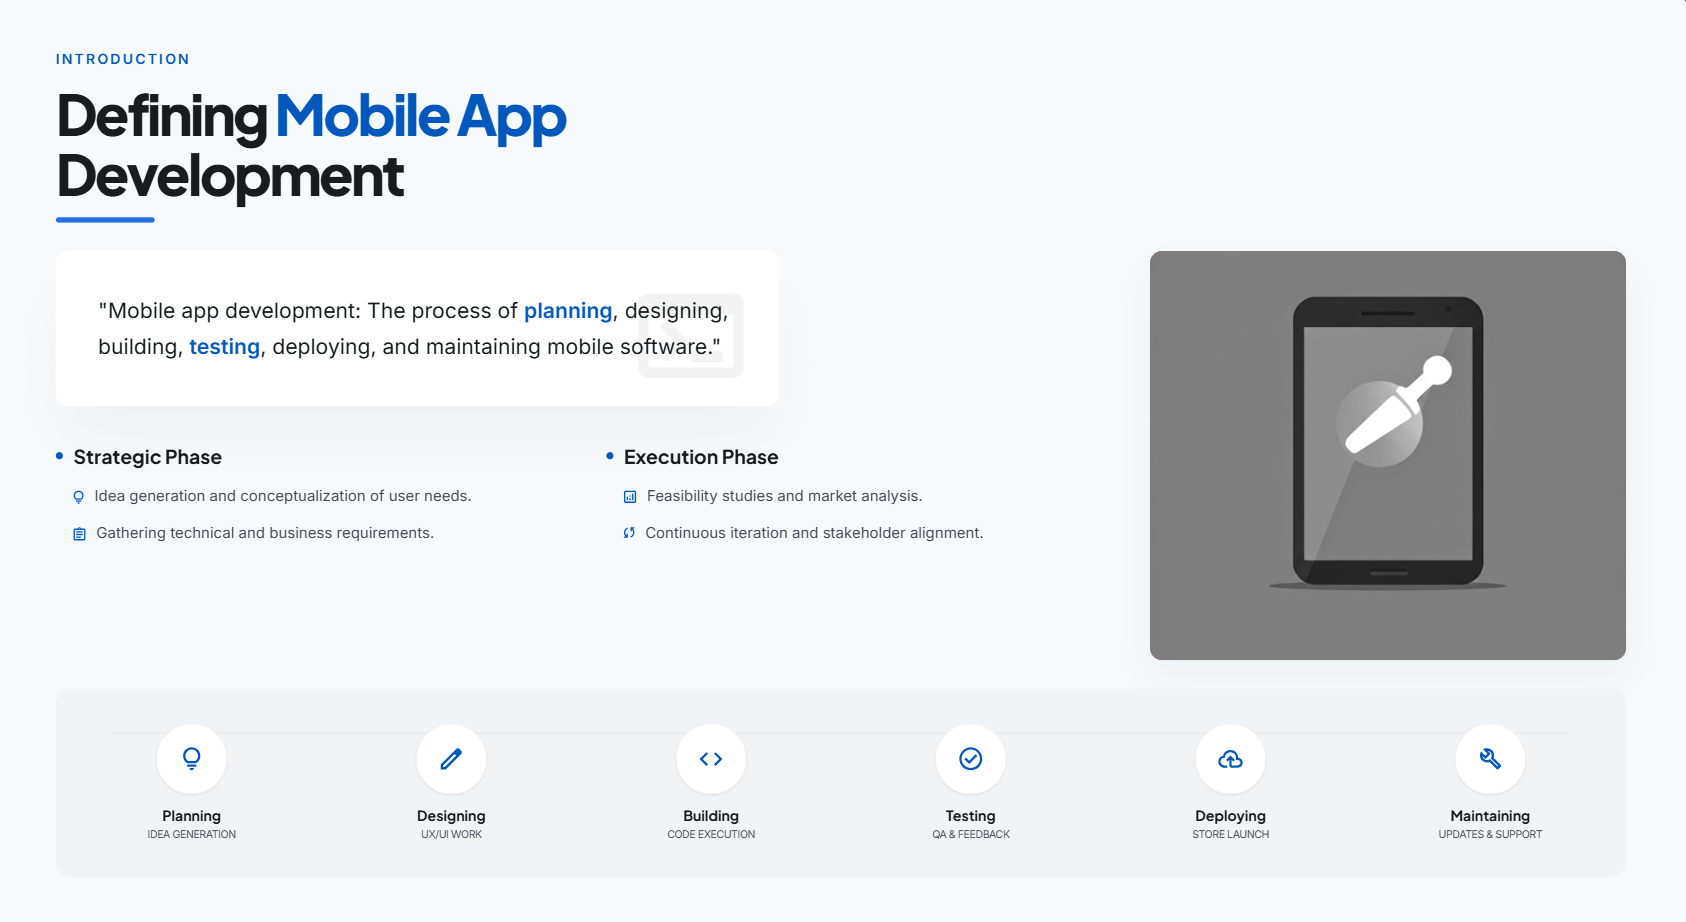 INTRODUCTION
Defining Mobile App
Development
"Mobile app development: The process of planning, designing,
building, testing, deploying, and maintaining mobile software."
Strategic Phase
Idea generation and conceptualization of user needs.
Gathering technical and business requirements.
Execution Phase
Feasibility studies and market analysis.
Continuous iteration and stakeholder alignment.
Planning
IDEA GENERATION
Designing
UX/UI WORK
Building
CODE EXECUTION
Testing
QA & FEEDBACK
Deploying
STORE LAUNCH
Maintaining
UPDATES & SUPPORT